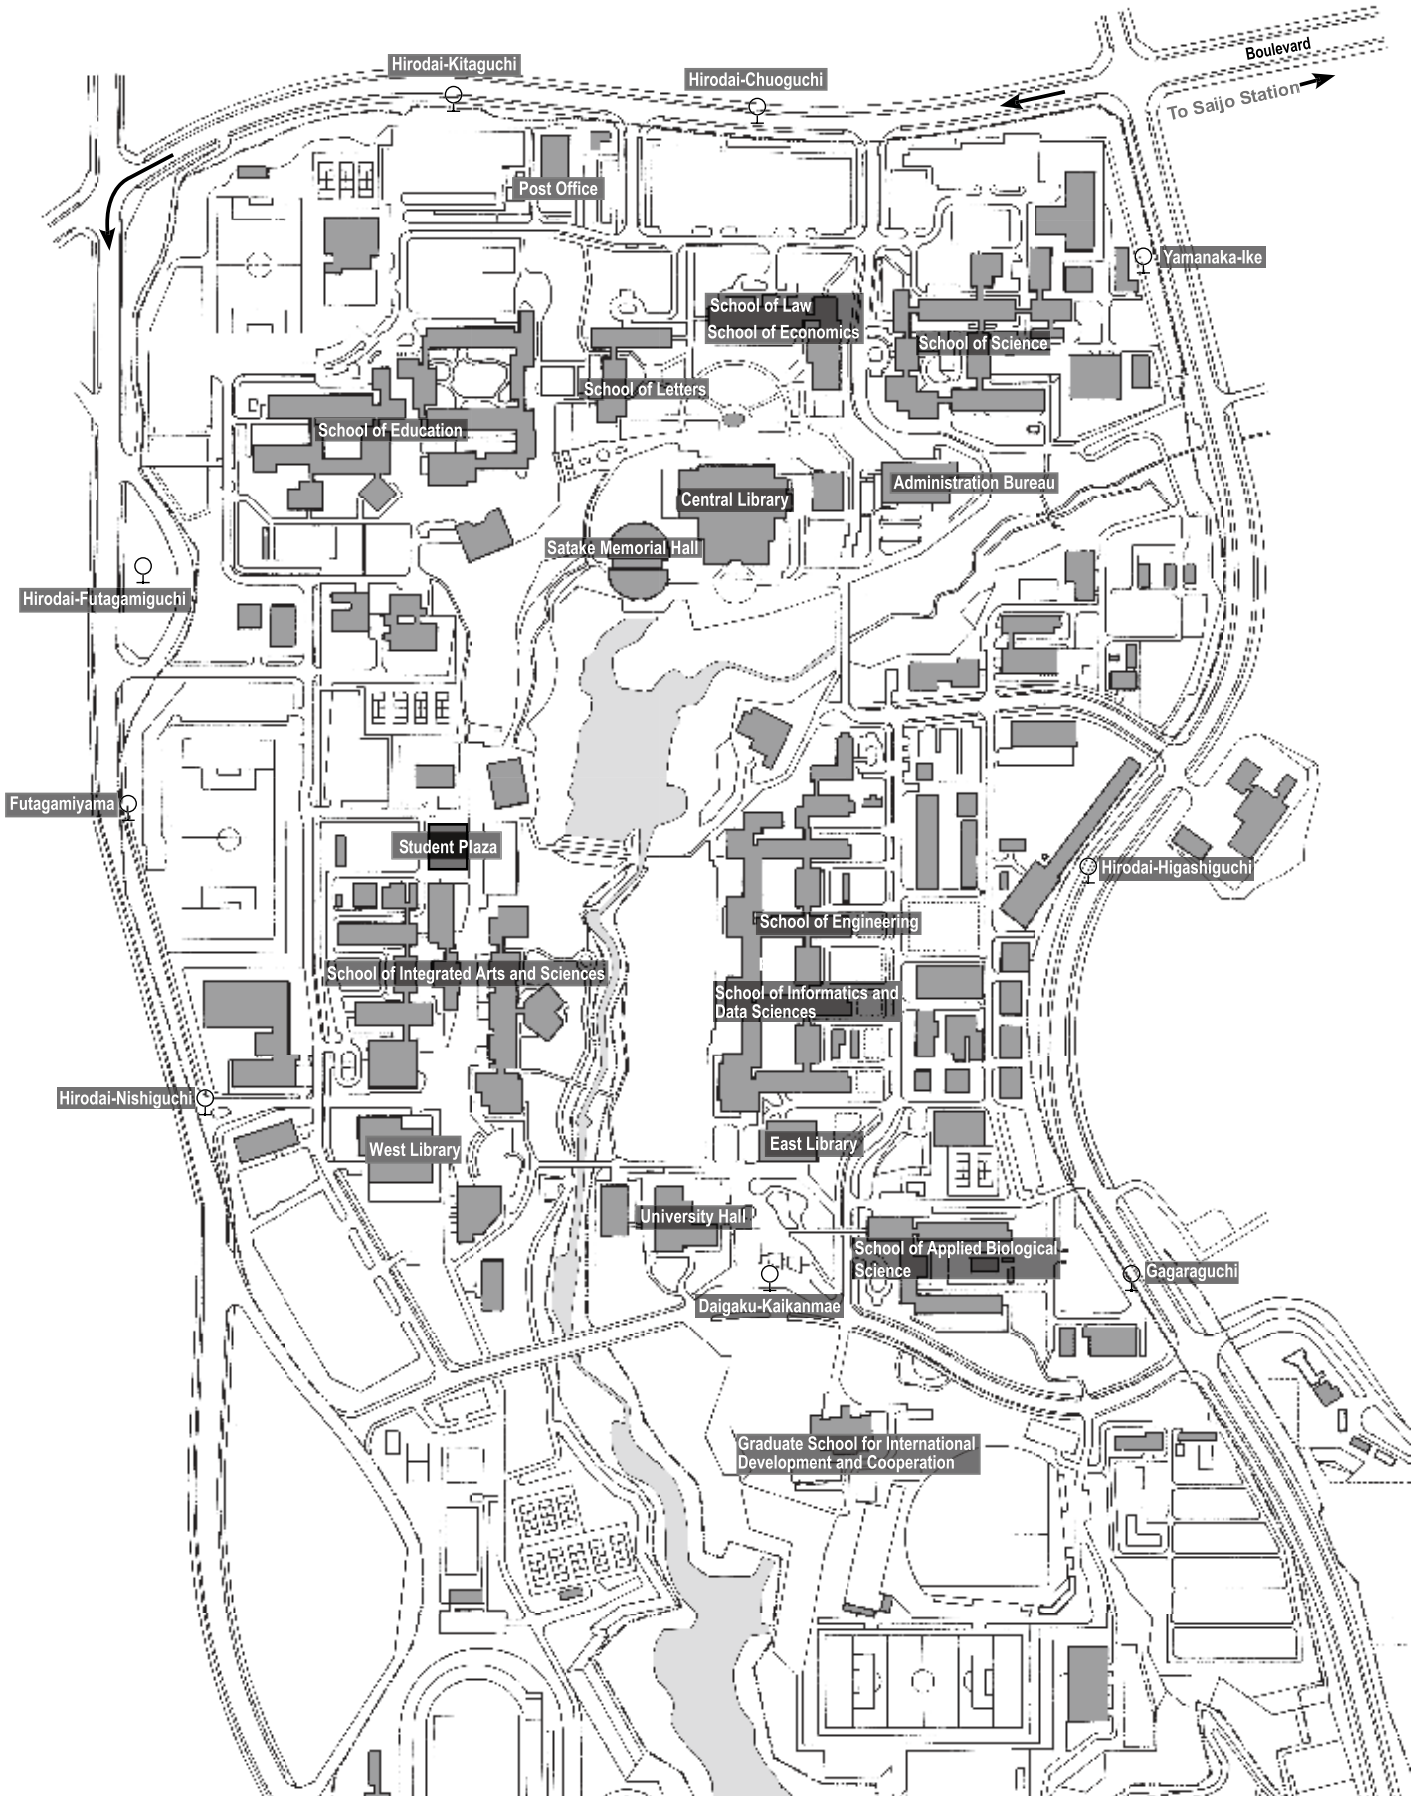 Boulevard
To Saijo Station
Hirodai-Kitaguchi
Hirodai-Chuoguchi
Post Office
Yamanaka-Ike
School of Law
School of Economics
School of Science
School of Letters
School of Education
Administration Bureau
Central Library
Satake Memorial Hall
Hirodai-Futagamiguchi
Futagamiyama
Student Plaza
Hirodai-Higashiguchi
School of Engineering
School of Integrated Arts and Sciences
School of Informatics and
Data Sciences
Hirodai-Nishiguchi
West Library
East Library
University Hall
School of Applied Biological
Science
Gagaraguchi
Daigaku-Kaikanmae
Graduate School for International
Development and Cooperation